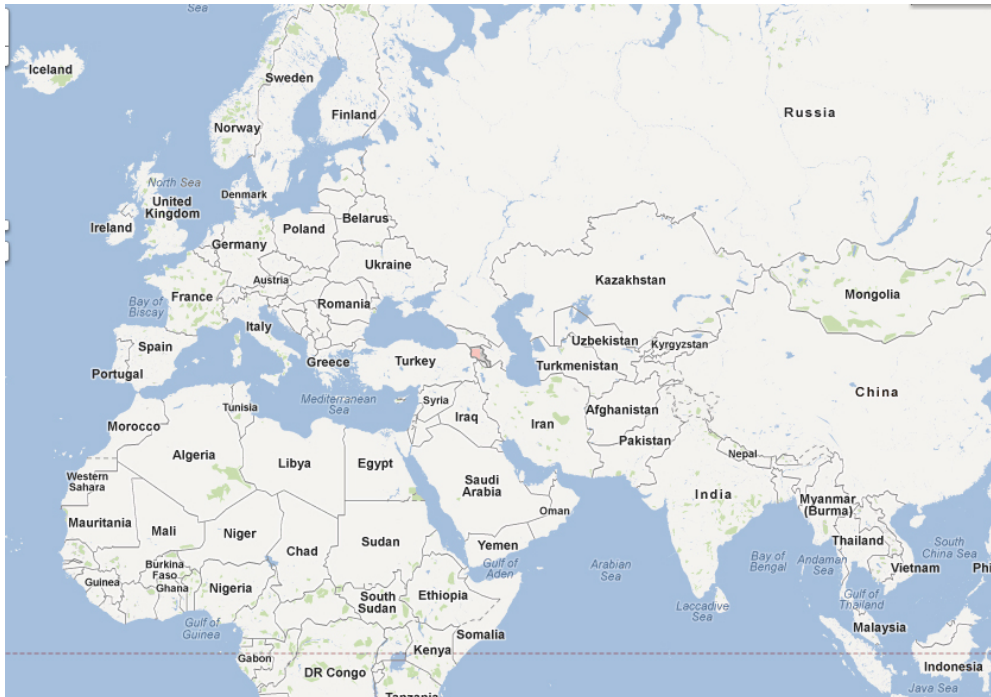 Iceland
Sweden
Finland
Norway
Russia
North Sea
Denmark
United
Kingdom
Ireland
Belarus
Poland
Germany
Ukraine
Austria
Kazakhstan
France
Mongolia
Bay of
Biscay
Romania
Italy
Spain
Uzbekistan
Kyrgyzstan
Portugal
Greece
Turkey
Turkmenistan
China
Mediterranean
Sea
Syria
Tunisia
Afghanistan
Iraq
Iran
Morocco
Pakistan
Algeria
Libya
Egypt
Nepal
Western
Sahara
Saudi
Arabia
India
Myanmar
(Burma)
Oman
Mauritania
Mali
Niger
Chad
Sudan
Yemen
Thailand
South
China Sea
Burkina
Faso
Guinea
Ghana
Nigeria
Gulf of
Aden
Arabian
Sea
Bay of
Bengal
Andaman
Sea
Vietnam
Phi
South
Sudan
Ethiopia
Gulf of
Thailand
Laccadive
Sea
Gulf of
Guinea
Somalia
Malaysia
Kenya
Gabon
DR Congo
Indonesia
Java Sea
Tanzania